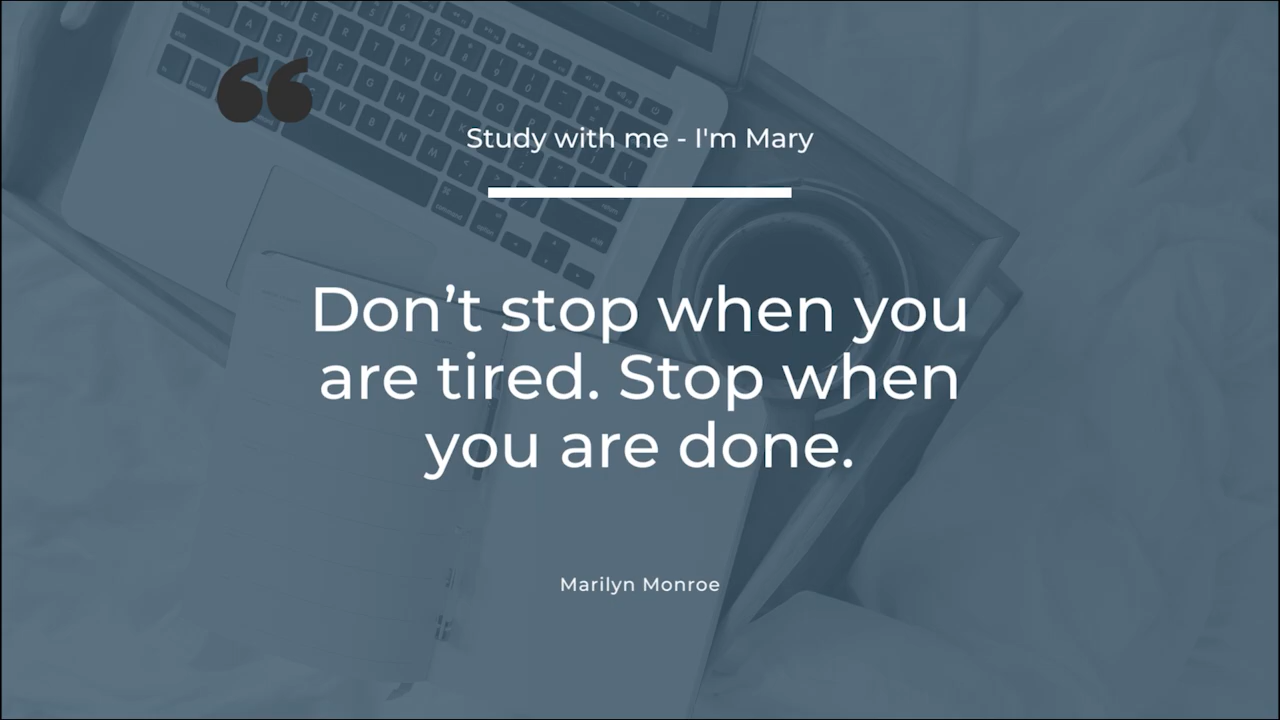 Study with me - I'm Mary
Don’t stop when you
are tired. Stop when
you are done.
Marilyn Monroe